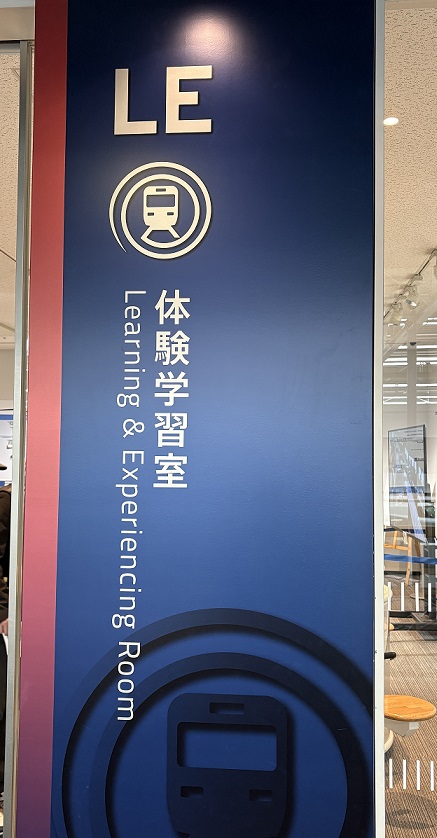 LE
体験学習室
Learning & Experiencing Room